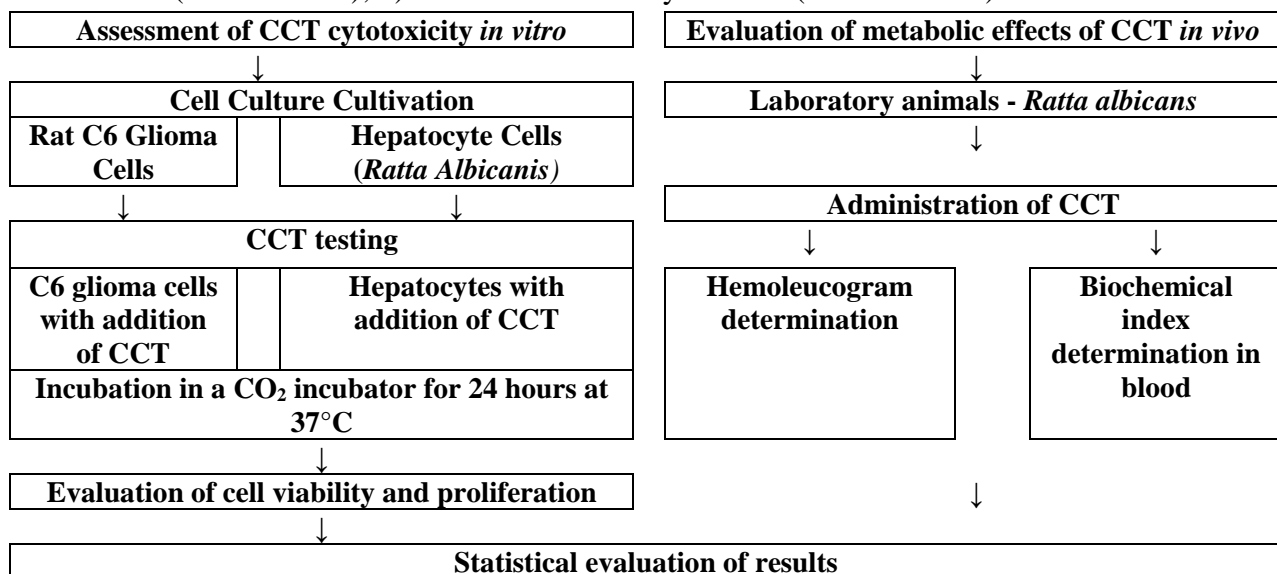 Assessment of CCT cytotoxicity in vitro
Cell Culture Cultivation
Rat C6 Glioma
Cells
Hepatocyte Cells
(Ratta Albicanis)
CCT testing
C6 glioma cells
with addition
of CCT
Hepatocytes with
addition of CCT
Incubation in a CO₂ incubator for 24 hours at
37°C
Evaluation of cell viability and proliferation
Evaluation of metabolic effects of CCT in vivo
Laboratory animals - Ratta albicans
Administration of CCT
Hemoleucogram
determination
Biochemical
index
determination in
blood
Statistical evaluation of results